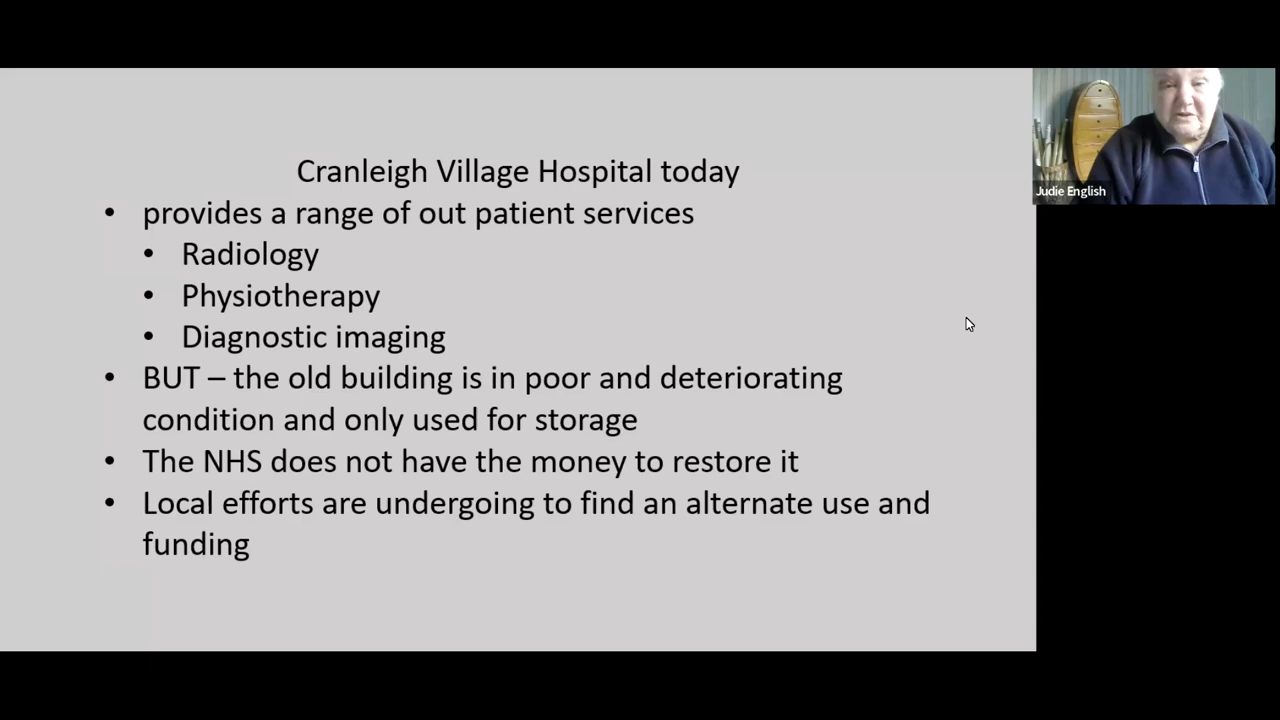 Cranleigh Village Hospital today
• provides a range of out patient services
• Radiology
• Physiotherapy
• Diagnostic imaging
• BUT – the old building is in poor and deteriorating
condition and only used for storage
• The NHS does not have the money to restore it
• Local efforts are undergoing to find an alternate use and
funding
Judie English